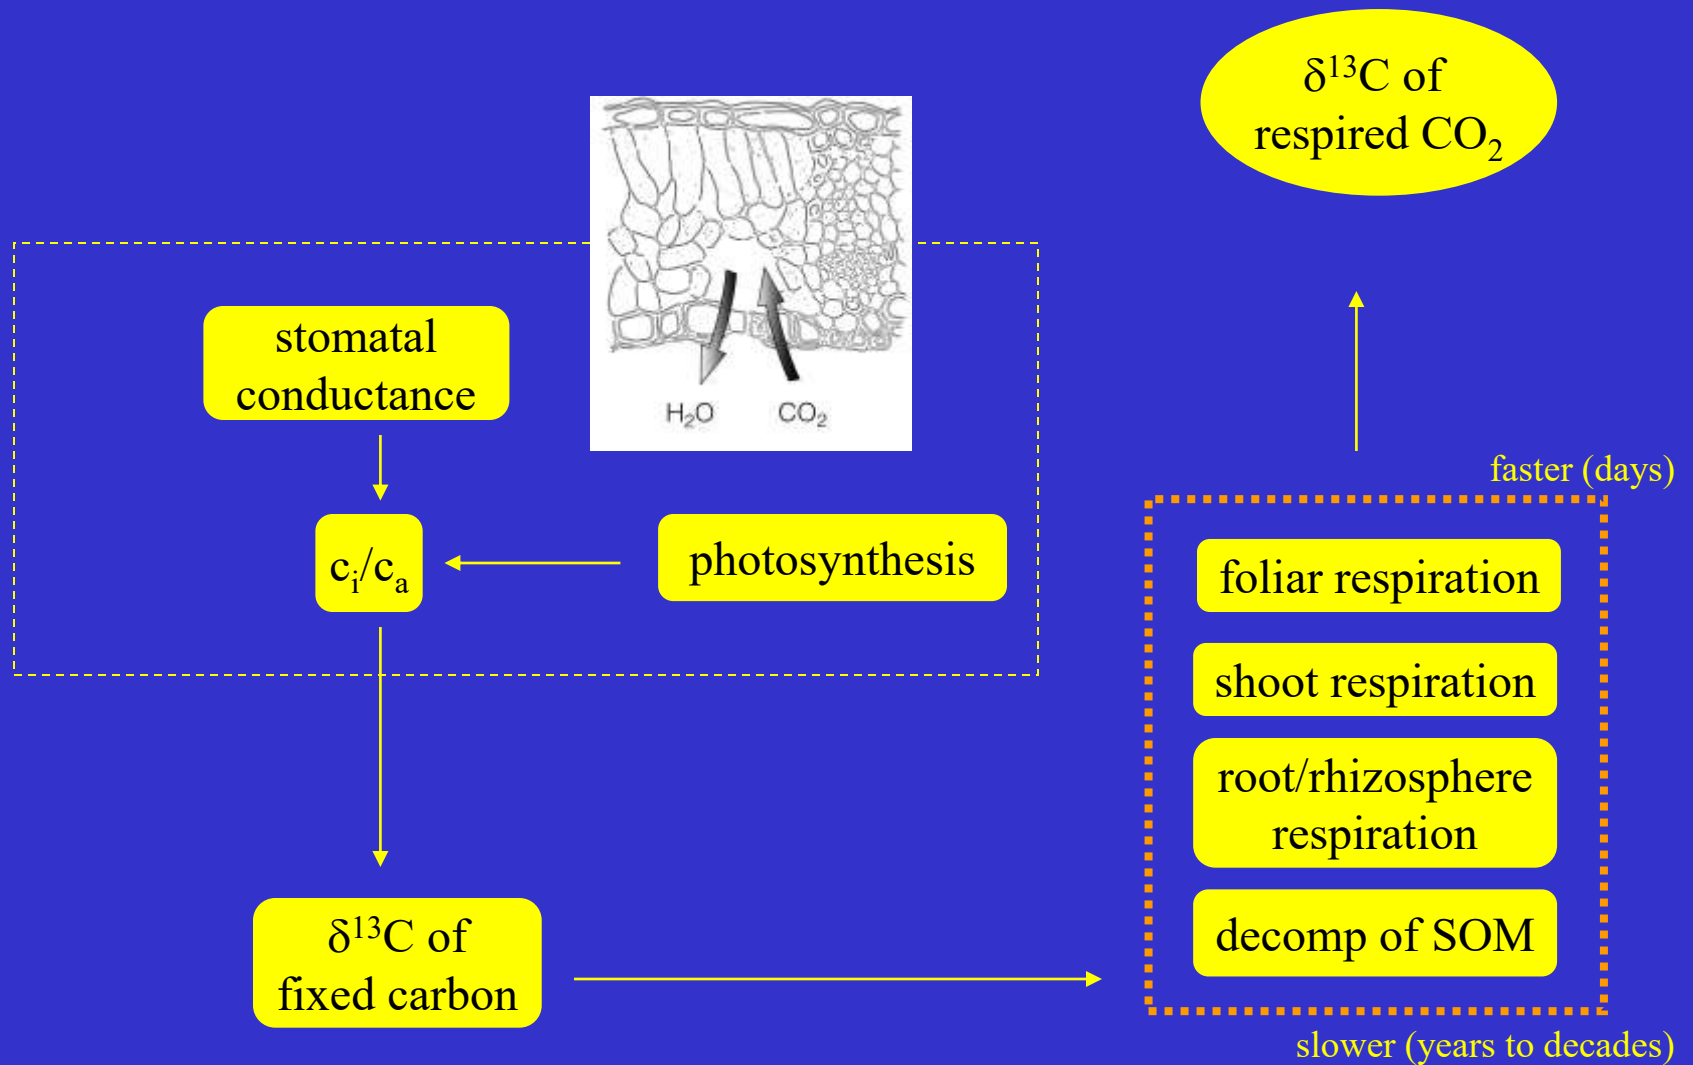 δ¹³C of
respired CO₂
stomatal
conductance
H₂O CO₂
cᵢ/cₐ
photosynthesis
δ¹³C of
fixed carbon
faster (days)
foliar respiration
shoot respiration
root/rhizosphere
respiration
decomp of SOM
slower (years to decades)